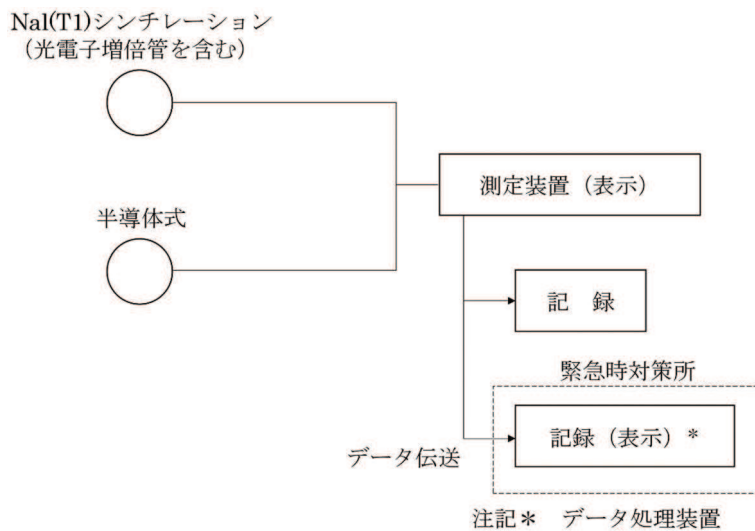 NaI(T1)シンチレーション
(光電子増倍管を含む)
測定装置(表示)
半導体式
記 録
緊急時対策所
記録(表示)*
データ伝送
注記* データ処理装置